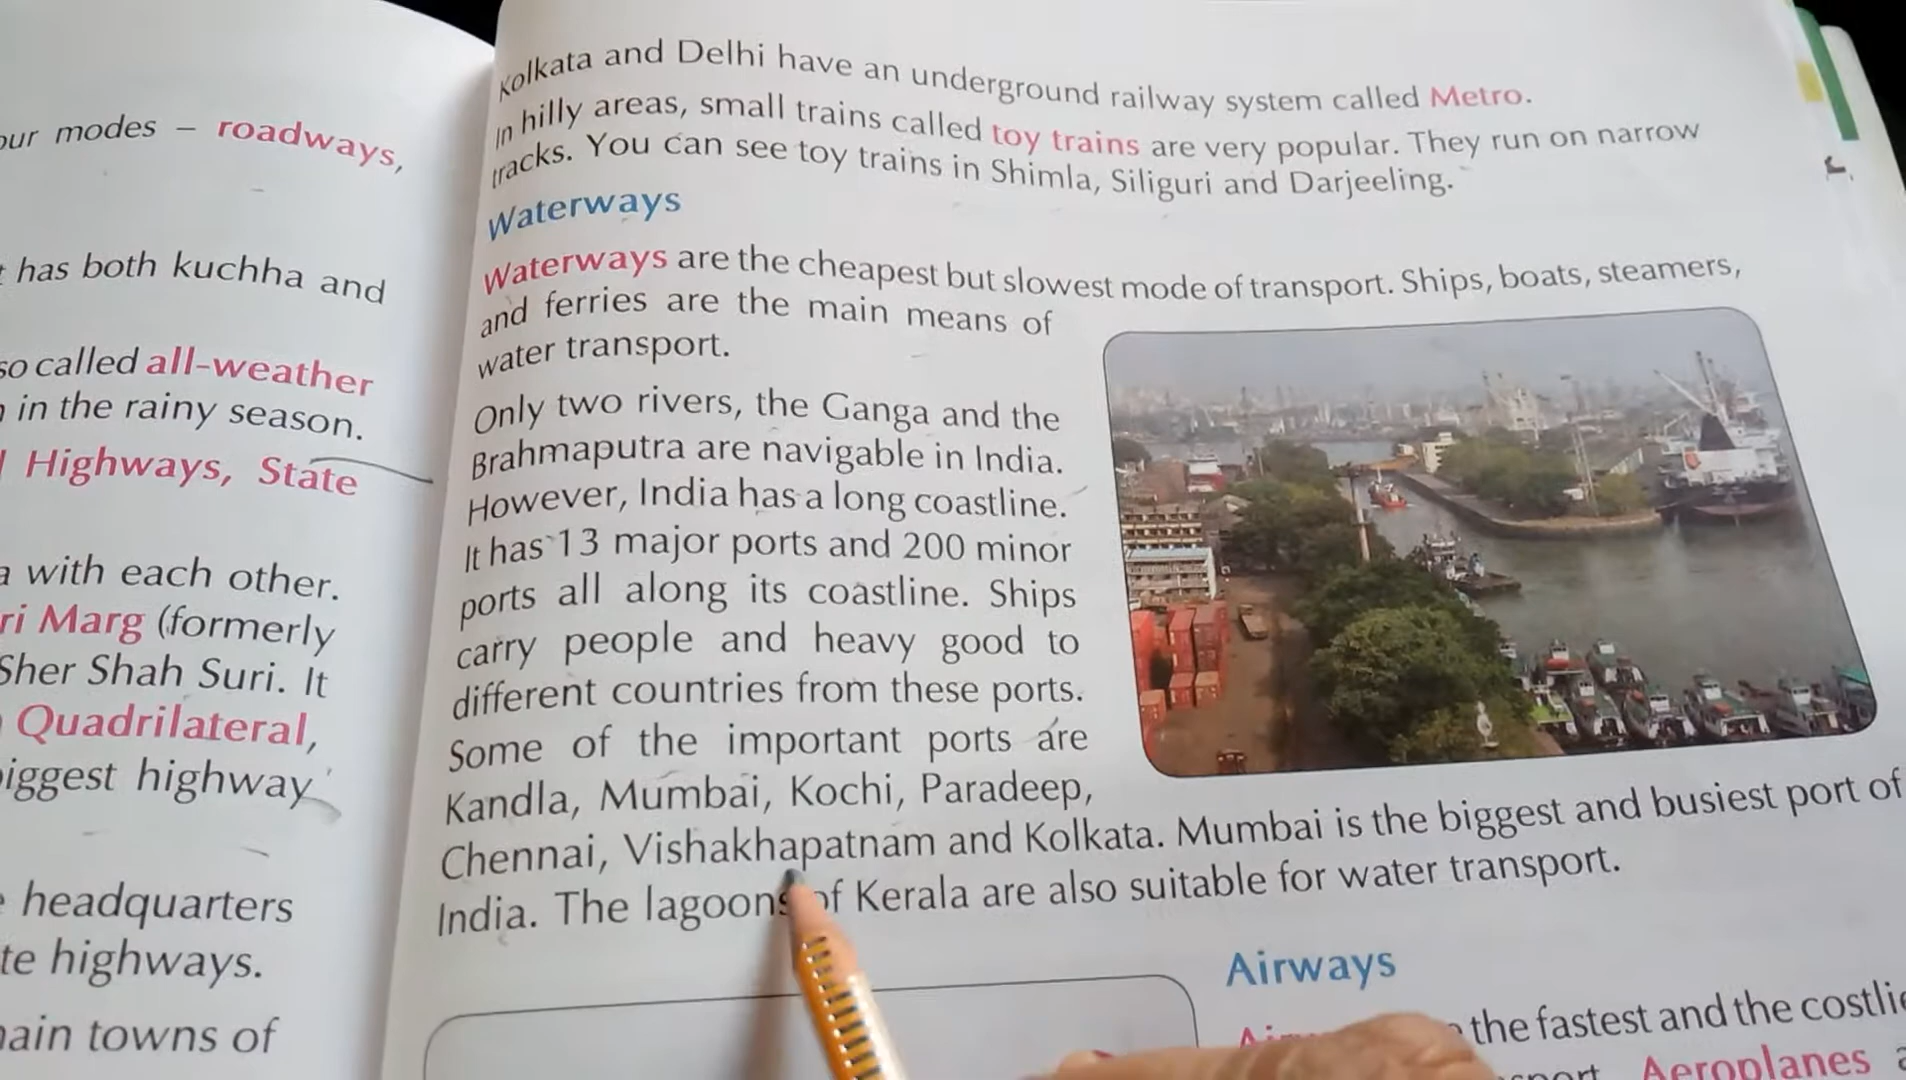 our modes – roadways,
has both kuchha and
so called all-weather
in the rainy season.
Highways, State
with each other.
ri Marg (formerly
Sher Shah Suri. It
Quadrilateral,
iggest highway
headquarters
te highways.
main towns of
Kolkata and Delhi have an underground railway system called Metro.
In hilly areas, small trains called toy trains are very popular. They run on narrow
tracks. You can see toy trains in Shimla, Siliguri and Darjeeling.
Waterways
Waterways are the cheapest but slowest mode of transport. Ships, boats, steamers,
and ferries are the main means of
water transport.
Only two rivers, the Ganga and the
Brahmaputra are navigable in India.
However, India has a long coastline.
It has 13 major ports and 200 minor
ports all along its coastline. Ships
carry people and heavy good to
different countries from these ports.
Some of the important ports are
Kandla, Mumbai, Kochi, Paradeep,
Chennai, Vishakhapatnam and Kolkata. Mumbai is the biggest and busiest port of
India. The lagoons of Kerala are also suitable for water transport.
Airways
the fastest and the costlie
Aeroplanes